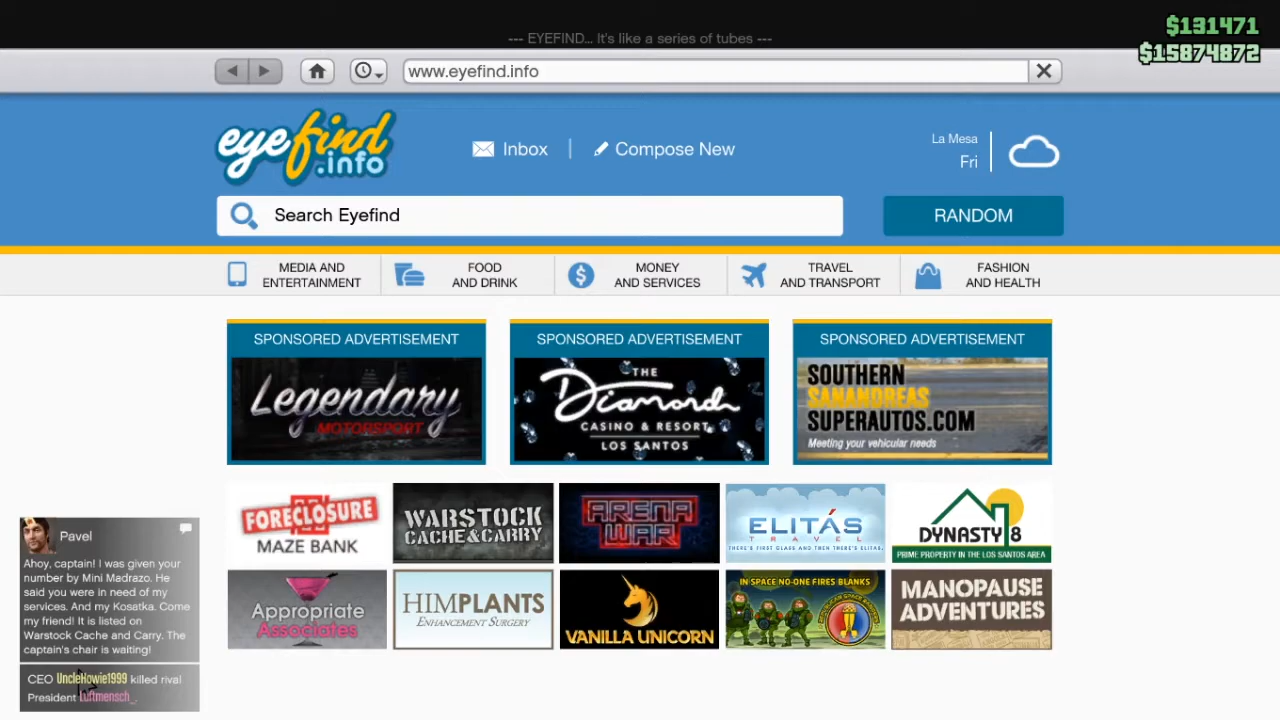 $131471
--- EYEFIND... It's like a series of tubes ---
$15874872
www.eyefind.info
eyefind
.info
Inbox
Compose New
La Mesa
Fri
Search Eyefind
RANDOM
MEDIA AND
ENTERTAINMENT
FOOD
AND DRINK
MONEY
AND SERVICES
TRAVEL
AND TRANSPORT
FASHION
AND HEALTH
SPONSORED ADVERTISEMENT
Legendary
MOTORSPORT
SPONSORED ADVERTISEMENT
THE
Diamond
CASINO & RESORT
LOS SANTOS
SPONSORED ADVERTISEMENT
SOUTHERN
SANANDREAS
SUPERAUTOS.COM
Meeting your vehicular needs
FORECLOSURE
MAZE BANK
WARSTOCK
CACHE&CARRY
ARENA
WAR
ELITÁS
TRAVEL
THERE'S FIRST CLASS AND THEN THERE'S ELITÁS.
DYNASTY 8
PRIME PROPERTY IN THE LOS SANTOS AREA
Appropriate
Associates
HIMPLANTS
ENHANCEMENT SURGERY
VANILLA UNICORN
IN SPACE NO-ONE FIRES BLANKS
MANOPAUSE
ADVENTURES
Pavel
Ahoy, captain! I was given your
number by Mini Madrazo. He
said you were in need of my
services. And my Kosatka. Come
my friend! It is listed on
Warstock Cache and Carry. The
captain's chair is waiting!
CEO UncleHowie1999 killed rival
President Luftmensch_.